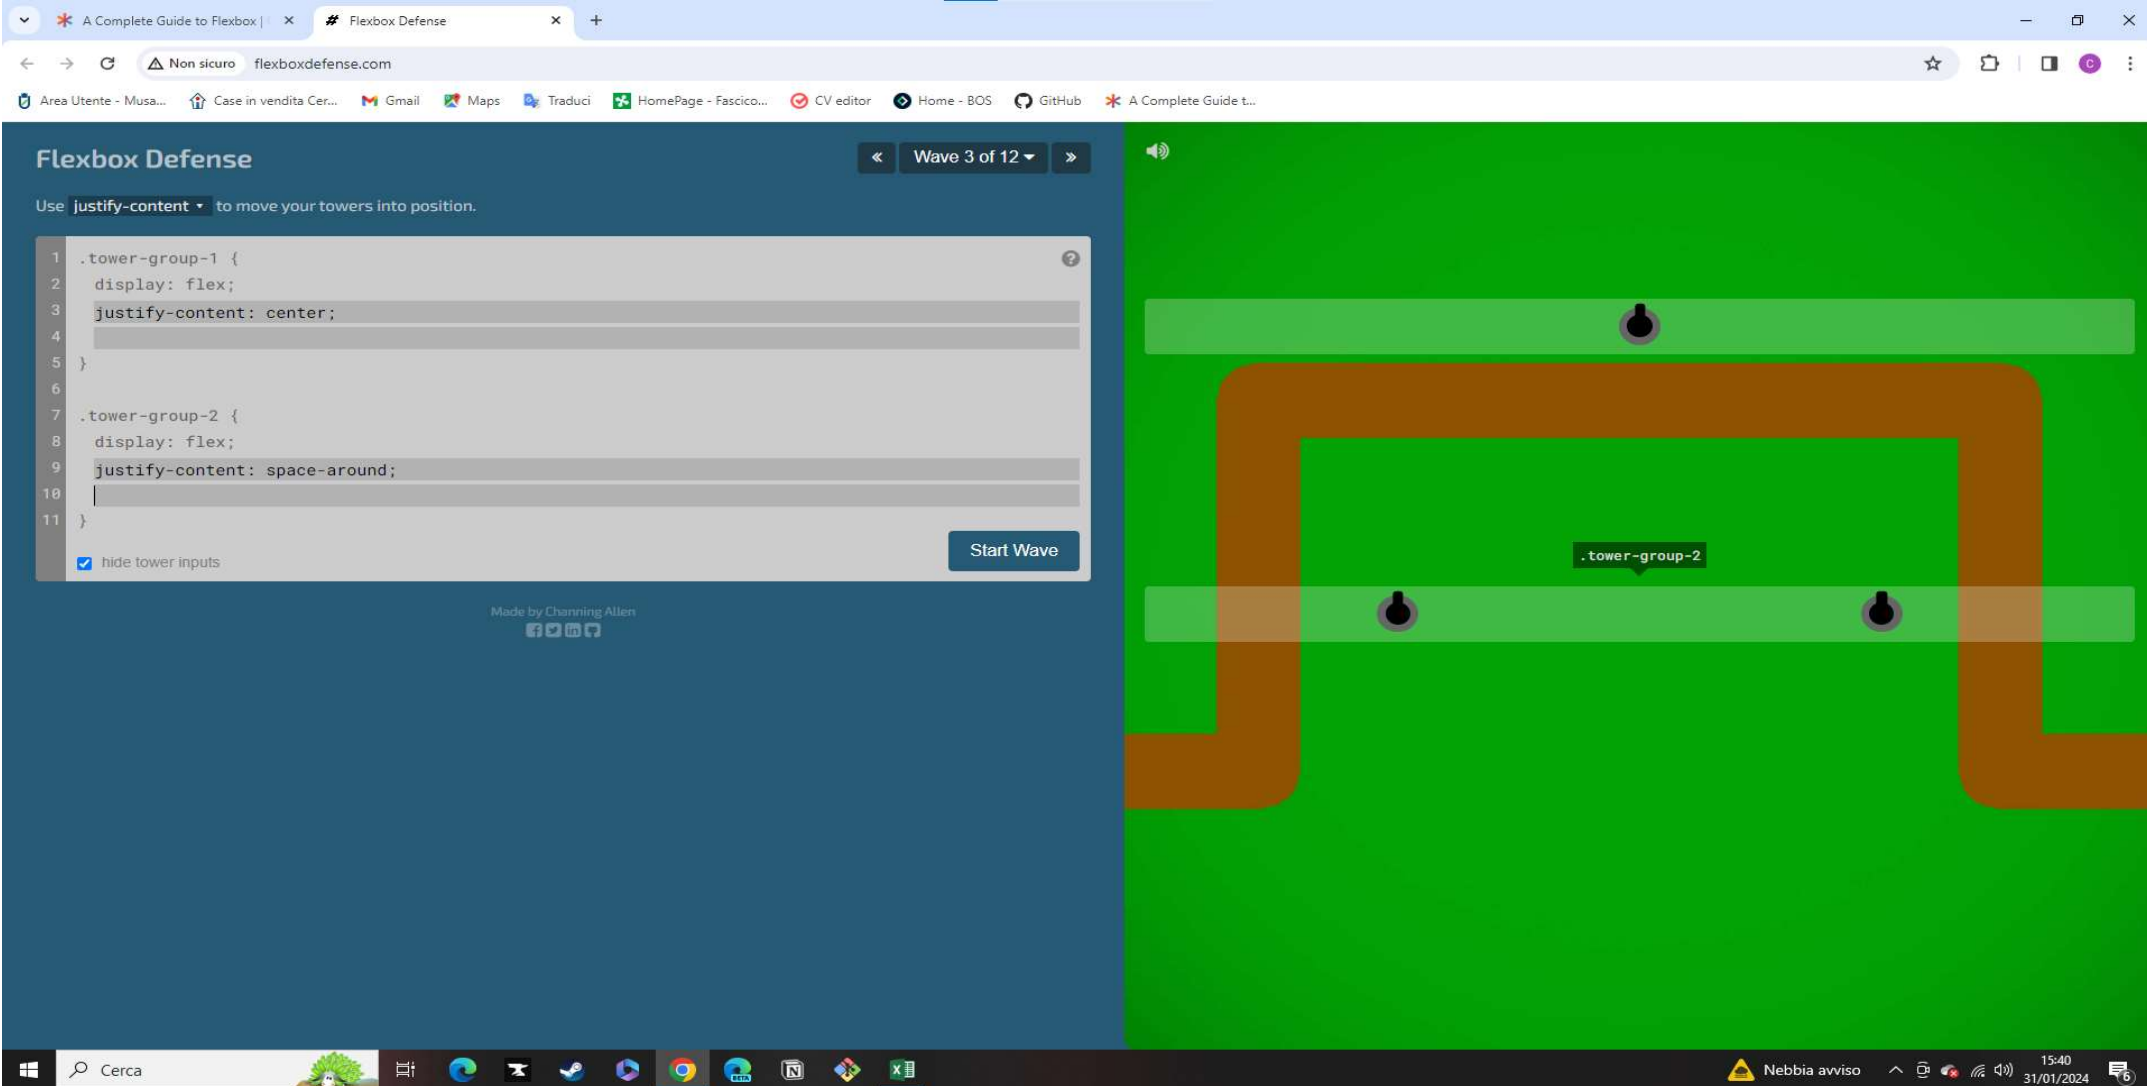 A Complete Guide to Flexbox |
Flexbox Defense
Non sicuro flexboxdefense.com
Area Utente - Musa...
Case in vendita Cer...
Gmail
Maps
Traduci
HomePage - Fascico...
CV editor
Home - BOS
GitHub
A Complete Guide t...
C
Flexbox Defense
« Wave 3 of 12 »
Use justify-content to move your towers into position.
1 .tower-group-1 {
2 display: flex;
3 justify-content: center;
4
5 }
6
7 .tower-group-2 {
8 display: flex;
9 justify-content: space-around;
10
11 }
hide tower inputs
Start Wave
Made by Channing Allen
.tower-group-2
Cerca
BETA
Nebbia avviso
15:40
31/01/2024
6